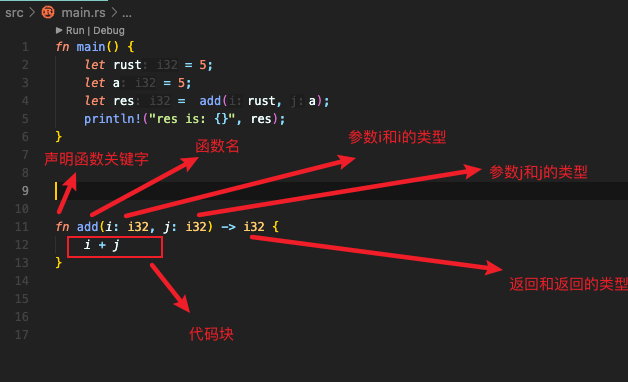 src > main.rs > ...
Run | Debug
1 fn main() {
2 let rust: i32 = 5;
3 let a: i32 = 5;
4 let res: i32 = add(i: rust, j: a);
5 println!("res is: {}", res);
6 }
7
声明函数关键字
函数名
参数i和i的类型
参数j和j的类型
8
9
10
11 fn add(i: i32, j: i32) -> i32 {
12 i + j
13 }
14
返回和返回的类型
15
16
代码块
17